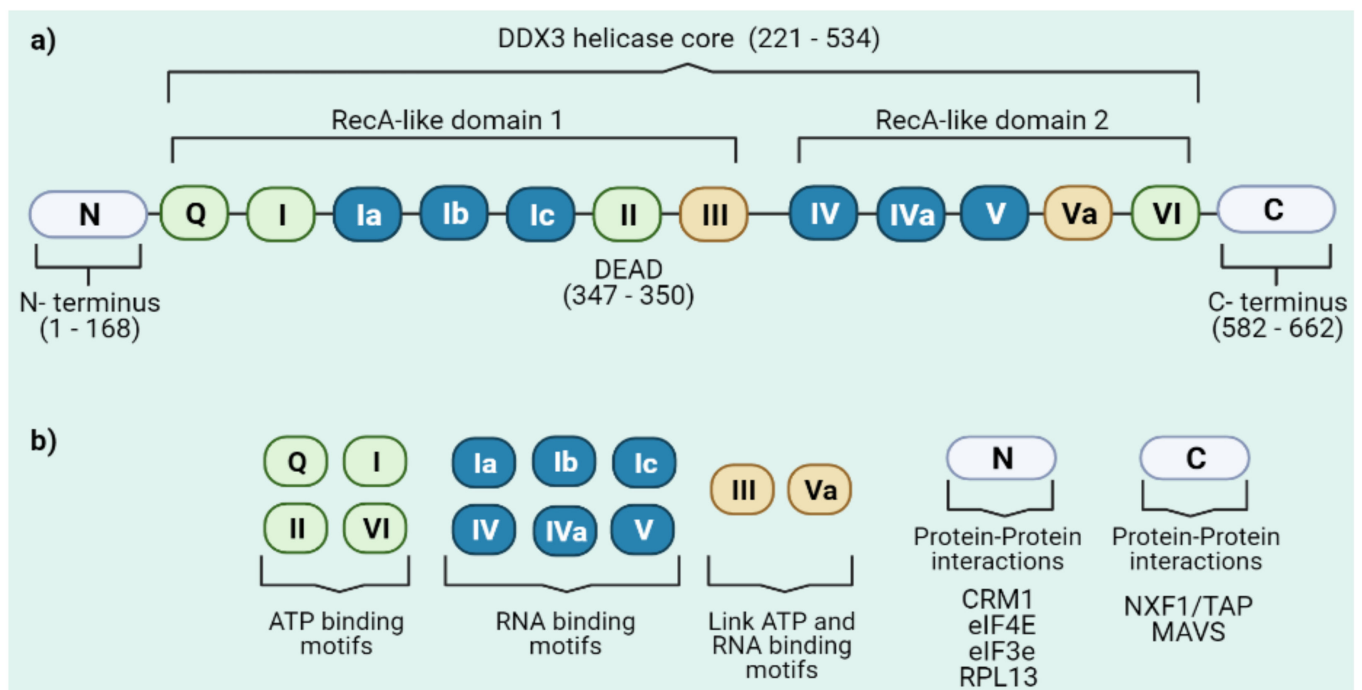 a)
DDX3 helicase core (221 - 534)
RecA-like domain 1
RecA-like domain 2
N
Q
I
Ia
Ib
Ic
II
III
IV
IVa
V
Va
VI
C
DEAD
(347 - 350)
N- terminus
(1 - 168)
C- terminus
(582 - 662)
b)
Q
I
II
VI
ATP binding
motifs
Ia
Ib
Ic
IV
IVa
V
RNA binding
motifs
III
Va
Link ATP and
RNA binding
motifs
N
Protein-Protein
interactions
CRM1
eIF4E
eIF3e
RPL13
C
Protein-Protein
interactions
NXF1/TAP
MAVS